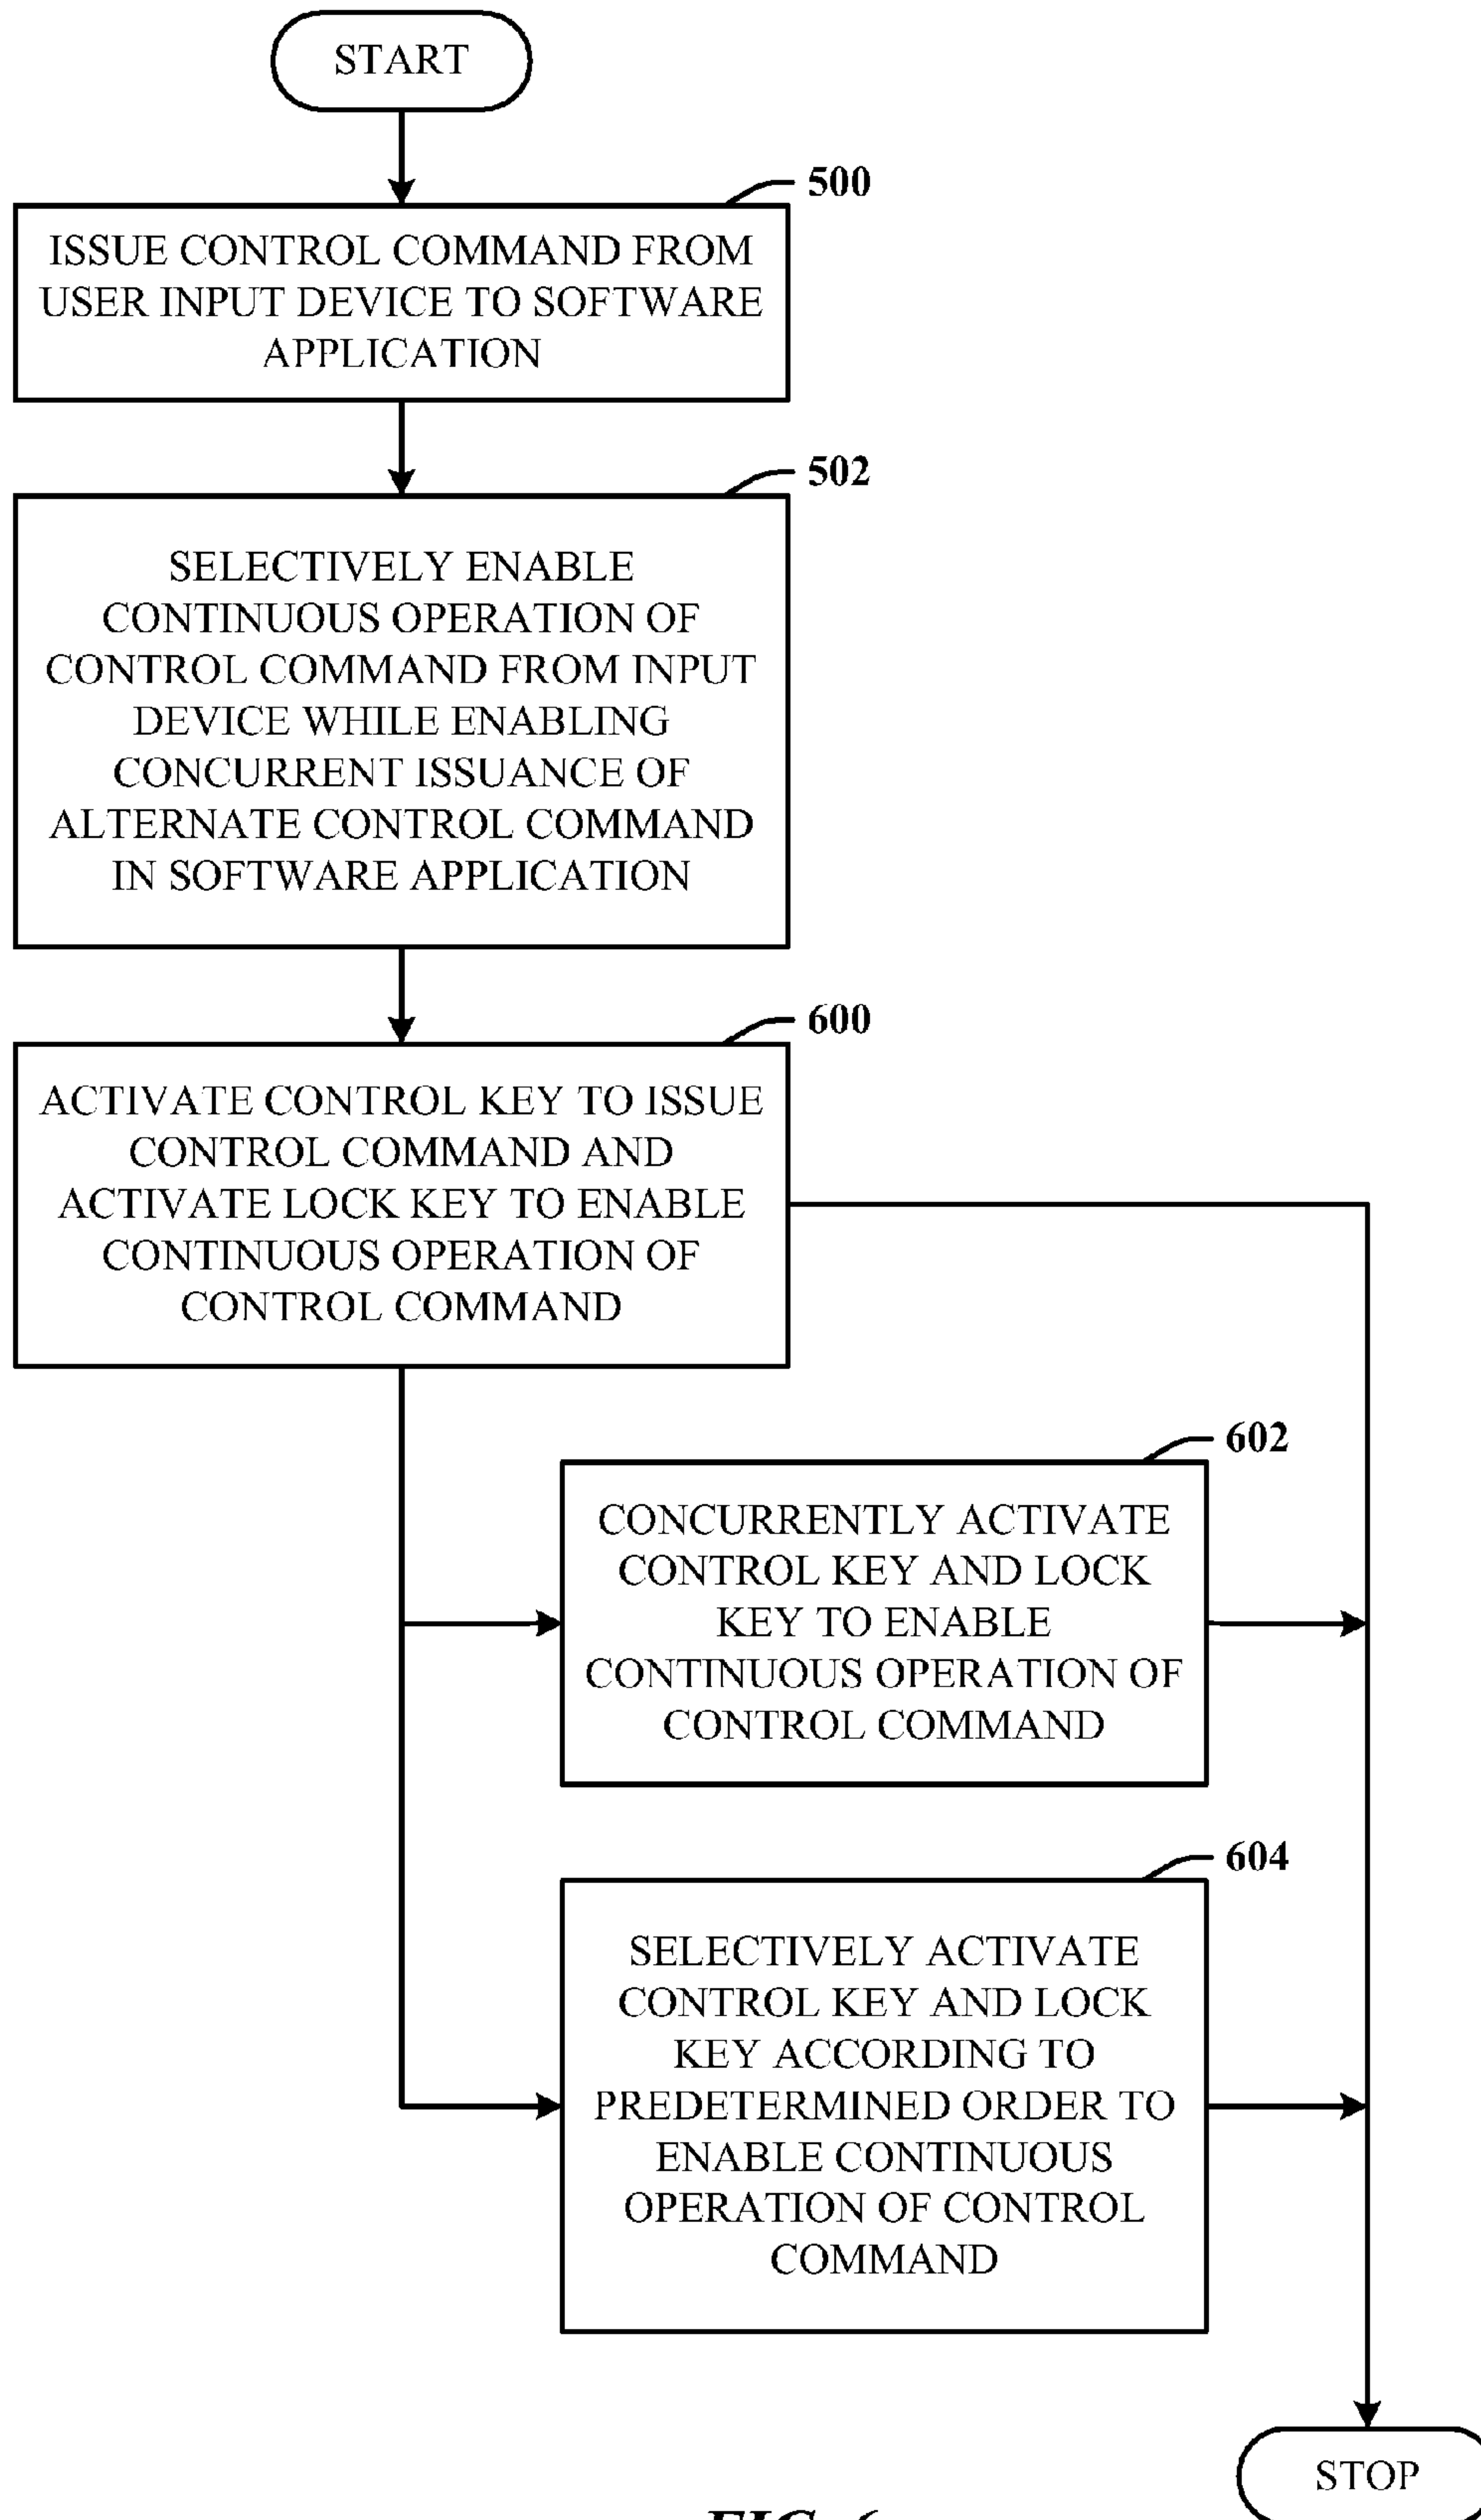 START
500
ISSUE CONTROL COMMAND FROM
USER INPUT DEVICE TO SOFTWARE
APPLICATION
502
SELECTIVELY ENABLE
CONTINUOUS OPERATION OF
CONTROL COMMAND FROM INPUT
DEVICE WHILE ENABLING
CONCURRENT ISSUANCE OF
ALTERNATE CONTROL COMMAND
IN SOFTWARE APPLICATION
600
ACTIVATE CONTROL KEY TO ISSUE
CONTROL COMMAND AND
ACTIVATE LOCK KEY TO ENABLE
CONTINUOUS OPERATION OF
CONTROL COMMAND
602
CONCURRENTLY ACTIVATE
CONTROL KEY AND LOCK
KEY TO ENABLE
CONTINUOUS OPERATION OF
CONTROL COMMAND
604
SELECTIVELY ACTIVATE
CONTROL KEY AND LOCK
KEY ACCORDING TO
PREDETERMINED ORDER TO
ENABLE CONTINUOUS
OPERATION OF CONTROL
COMMAND
STOP